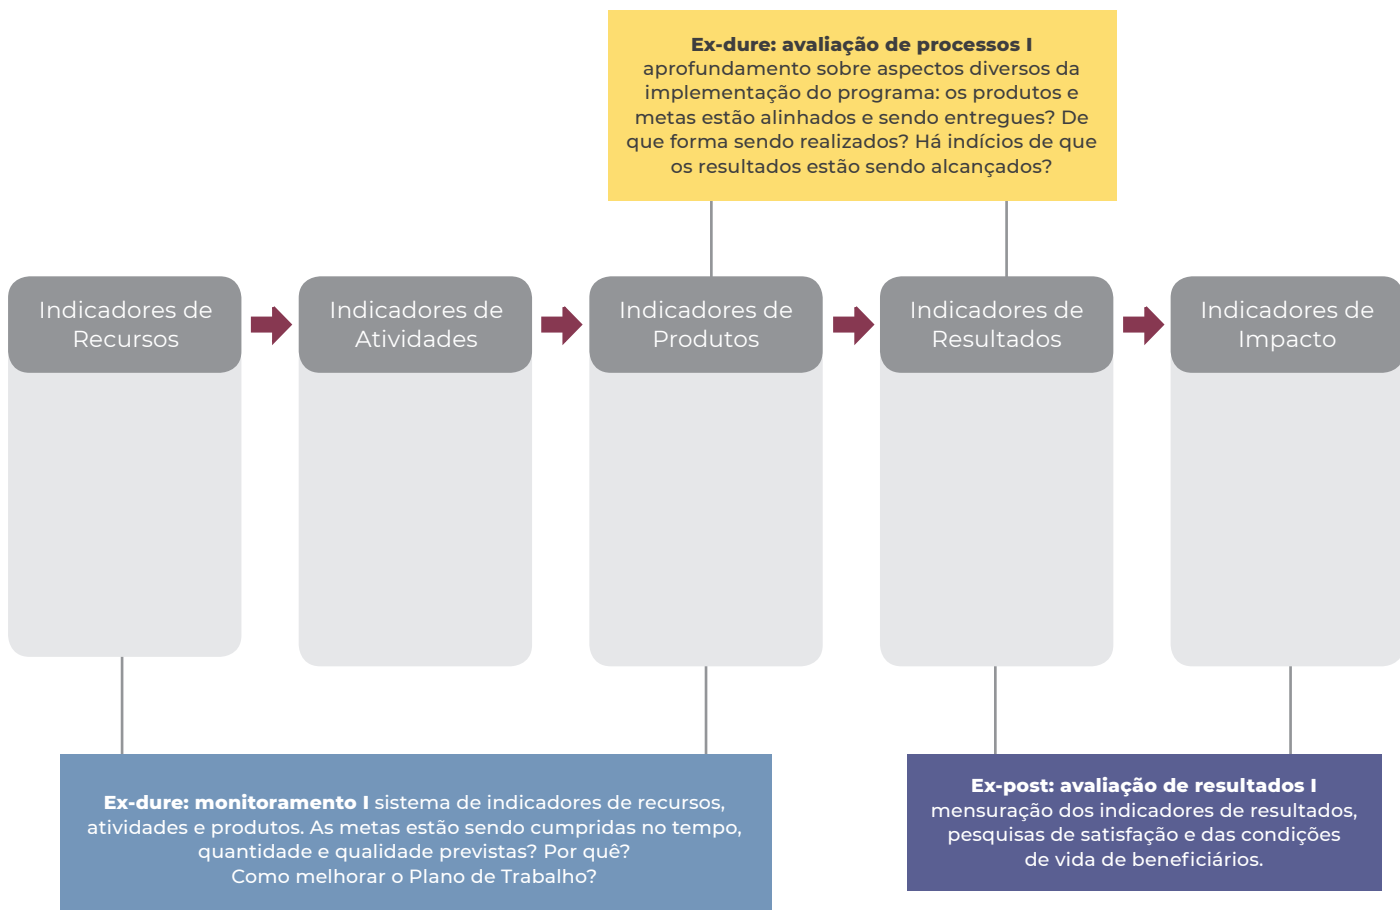 Ex-dure: avaliação de processos I
aprofundamento sobre aspectos diversos da
implementação do programa: os produtos e
metas estão alinhados e sendo entregues? De
que forma sendo realizados? Há indícios de que
os resultados estão sendo alcançados?
Indicadores de
Recursos
Indicadores de
Atividades
Indicadores de
Produtos
Indicadores de
Resultados
Indicadores de
Impacto
Ex-dure: monitoramento I sistema de indicadores de recursos,
atividades e produtos. As metas estão sendo cumpridas no tempo,
quantidade e qualidade previstas? Por quê?
Como melhorar o Plano de Trabalho?
Ex-post: avaliação de resultados I
mensuração dos indicadores de resultados,
pesquisas de satisfação e das condições
de vida de beneficiários.